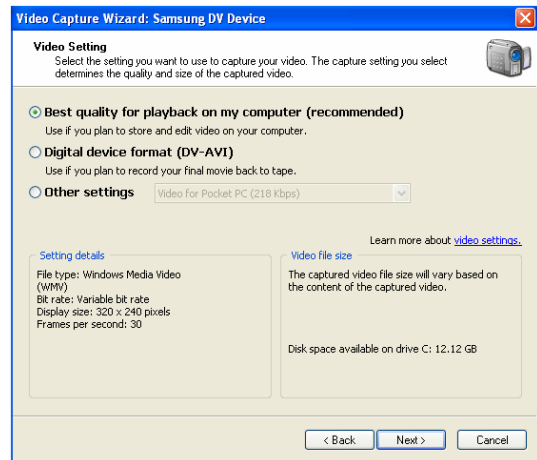 Video Capture Wizard: Samsung DV Device
Video Setting
Select the setting you want to use to capture your video. The capture setting you select
determines the quality and size of the captured video.
Best quality for playback on my computer (recommended)
Use if you plan to store and edit video on your computer.
Digital device format (DV-AVI)
Use if you plan to record your final movie back to tape.
Other settings
Video for Pocket PC (218 Kbps)
Learn more about video settings.
Setting details
File type: Windows Media Video
(WMV)
Bit rate: Variable bit rate
Display size: 320 x 240 pixels
Frames per second: 30
Video file size
The captured video file size will vary based on
the content of the captured video.
Disk space available on drive C: 12.12 GB
< Back
Next >
Cancel